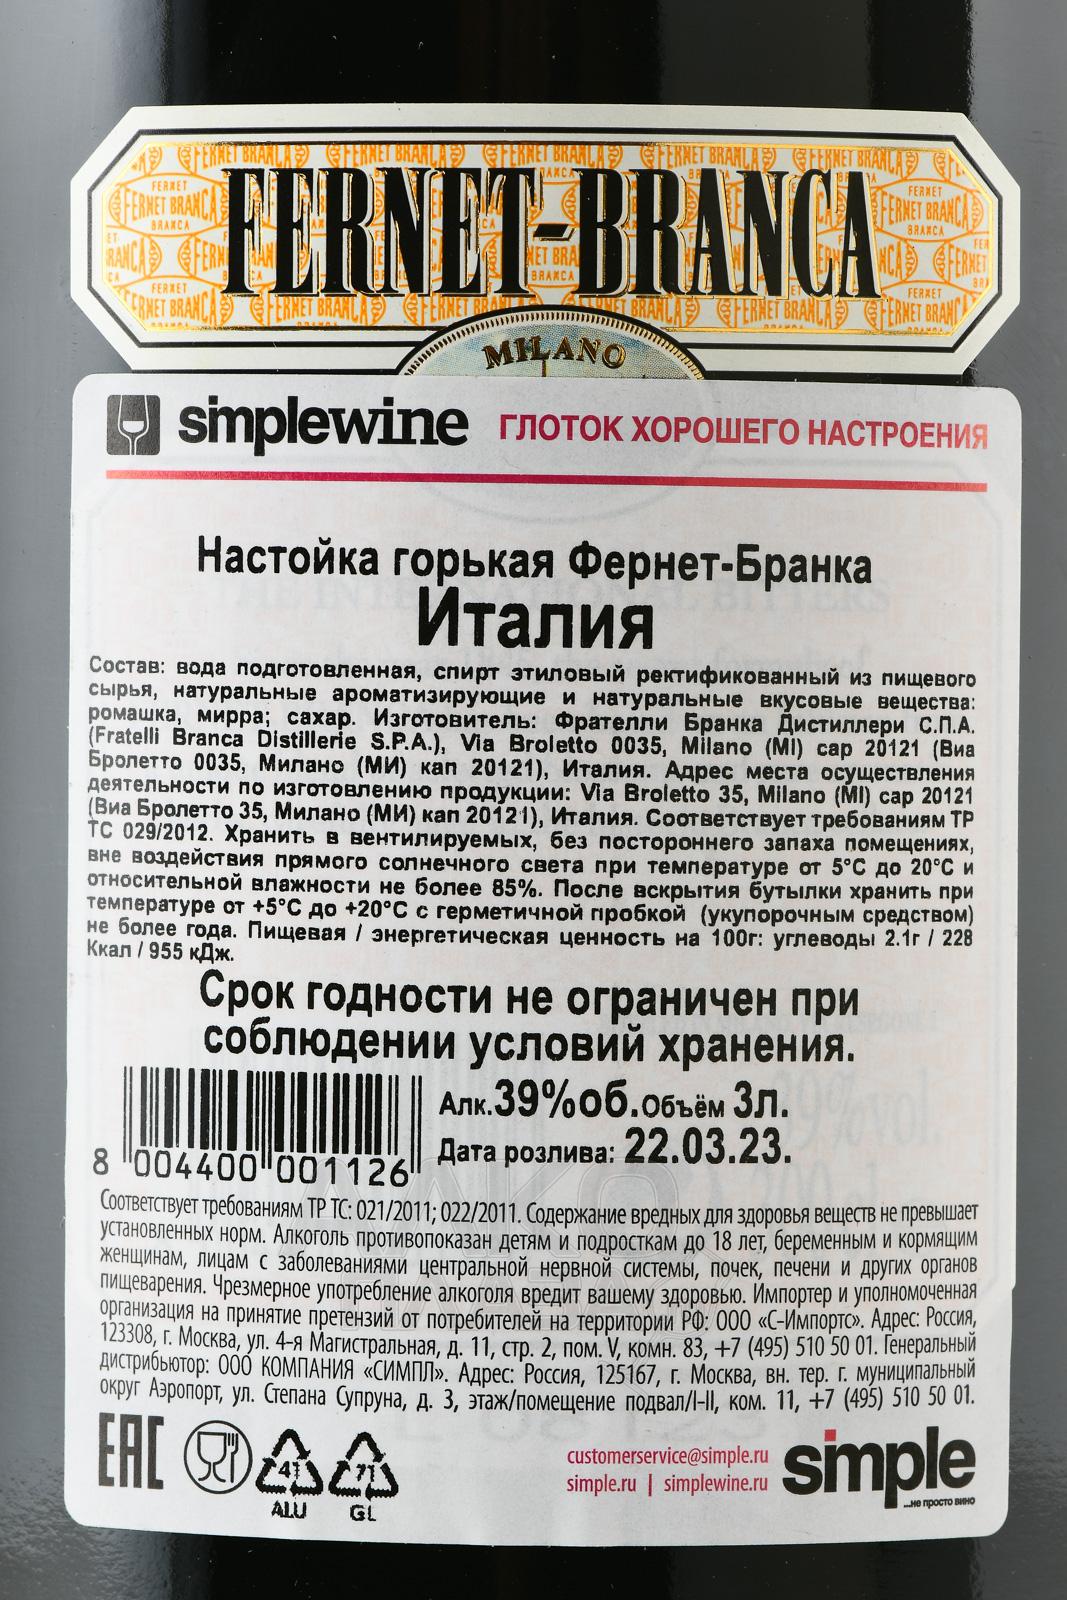 FERNET-BRANCA
MILANO
simplewine ГЛОТОК ХОРОШЕГО НАСТРОЕНИЯ
Настойка горькая Фернет-Бранка
Италия
Состав: вода подготовленная, спирт этиловый ректификованный из пищевого
сырья, натуральные ароматизирующие и натуральные вкусовые вещества:
ромашка, мирра; сахар. Изготовитель: Фрателли Бранка Дистиллери С.П.А.
(Fratelli Branca Distillerie S.P.A.), Via Broletto 0035, Milano (MI) cap 20121 (Виа
Бролетто 0035, Милано (МИ) кап 20121), Италия. Адрес места осуществления
деятельности по изготовлению продукции: Via Broletto 35, Milano (MI) cap 20121
(Виа Бролетто 35, Милано (МИ) кап 20121), Италия. Соответствует требованиям ТР
ТС 029/2012. Хранить в вентилируемых, без постороннего запаха помещениях,
вне воздействия прямого солнечного света при температуре от 5°С до 20°С и
относительной влажности не более 85%. После вскрытия бутылки хранить при
температуре от +5°С до +20°С с герметичной пробкой (укупорочным средством)
не более года. Пищевая / энергетическая ценность на 100г: углеводы 2.1г / 228
Ккал / 955 кДж.
Срок годности не ограничен при
соблюдении условий хранения.
Алк.39%об.Объём 3л.
Дата розлива: 22.03.23.
8 004400 001126
Соответствует требованиям ТР ТС: 021/2011; 022/2011. Содержание вредных для здоровья веществ не превышает
установленных норм. Алкоголь противопоказан детям и подросткам до 18 лет, беременным и кормящим
женщинам, лицам с заболеваниями центральной нервной системы, почек, печени и других органов
пищеварения. Чрезмерное употребление алкоголя вредит вашему здоровью. Импортер и уполномоченная
организация на принятие претензий от потребителей на территории РФ: ООО «С-Импортс». Адрес: Россия,
123308, г. Москва, ул. 4-я Магистральная, д. 11, стр. 2, пом. V, комн. 83, +7 (495) 510 50 01. Генеральный
дистрибьютор: ООО КОМПАНИЯ «СИМПЛ». Адрес: Россия, 125167, г. Москва, вн. тер. г. муниципальный
округ Аэропорт, ул. Степана Супруна, д. 3, этаж/помещение подвал/I-II, ком. 11, +7 (495) 510 50 01.
EAC
41 71
ALU GL
customerservice@simple.ru
simple.ru | simplewine.ru
simple
...не просто вино